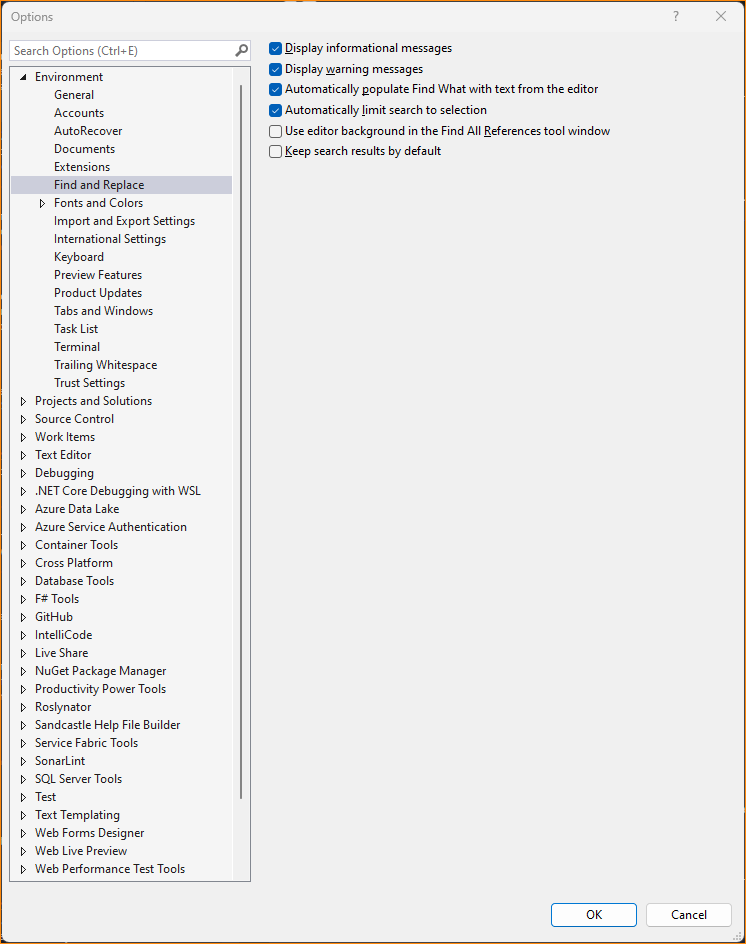 Options
?
Search Options (Ctrl+E)
Environment
General
Accounts
AutoRecover
Documents
Extensions
Find and Replace
Fonts and Colors
Import and Export Settings
International Settings
Keyboard
Preview Features
Product Updates
Tabs and Windows
Task List
Terminal
Trailing Whitespace
Trust Settings
Projects and Solutions
Source Control
Work Items
Text Editor
Debugging
.NET Core Debugging with WSL
Azure Data Lake
Azure Service Authentication
Container Tools
Cross Platform
Database Tools
F# Tools
GitHub
IntelliCode
Live Share
NuGet Package Manager
Productivity Power Tools
Roslynator
Sandcastle Help File Builder
Service Fabric Tools
SonarLint
SQL Server Tools
Test
Text Templating
Web Forms Designer
Web Live Preview
Web Performance Test Tools
Display informational messages
Display warning messages
Automatically populate Find What with text from the editor
Automatically limit search to selection
Use editor background in the Find All References tool window
Keep search results by default
OK
Cancel